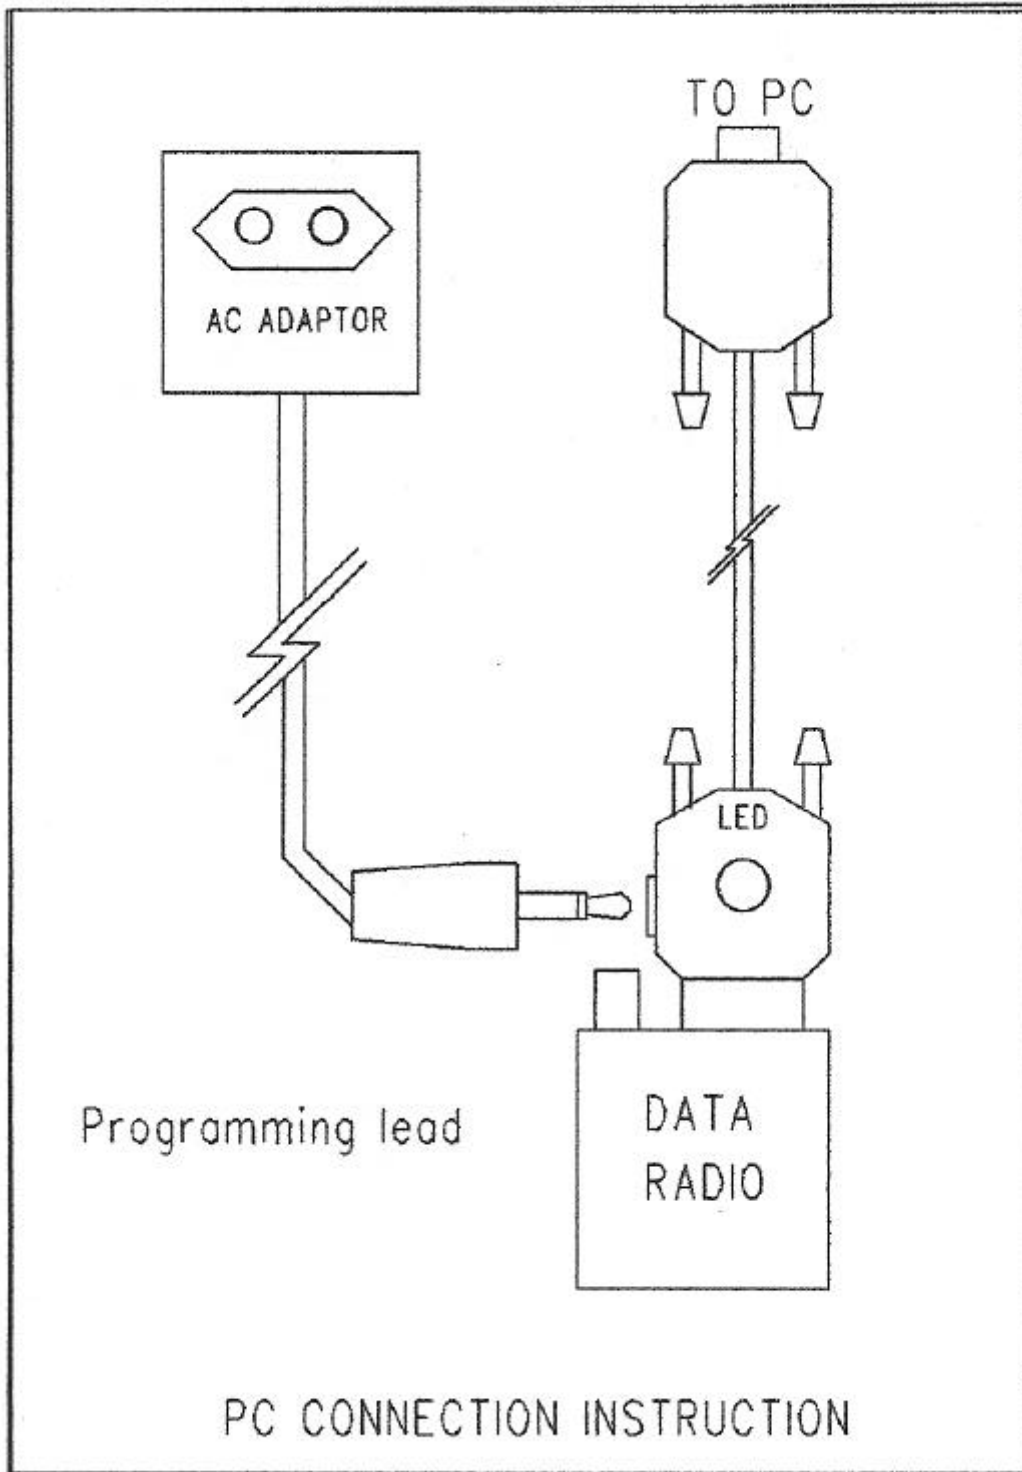 TO PC
AC ADAPTOR
LED
DATA
RADIO
Programming lead
PC CONNECTION INSTRUCTION